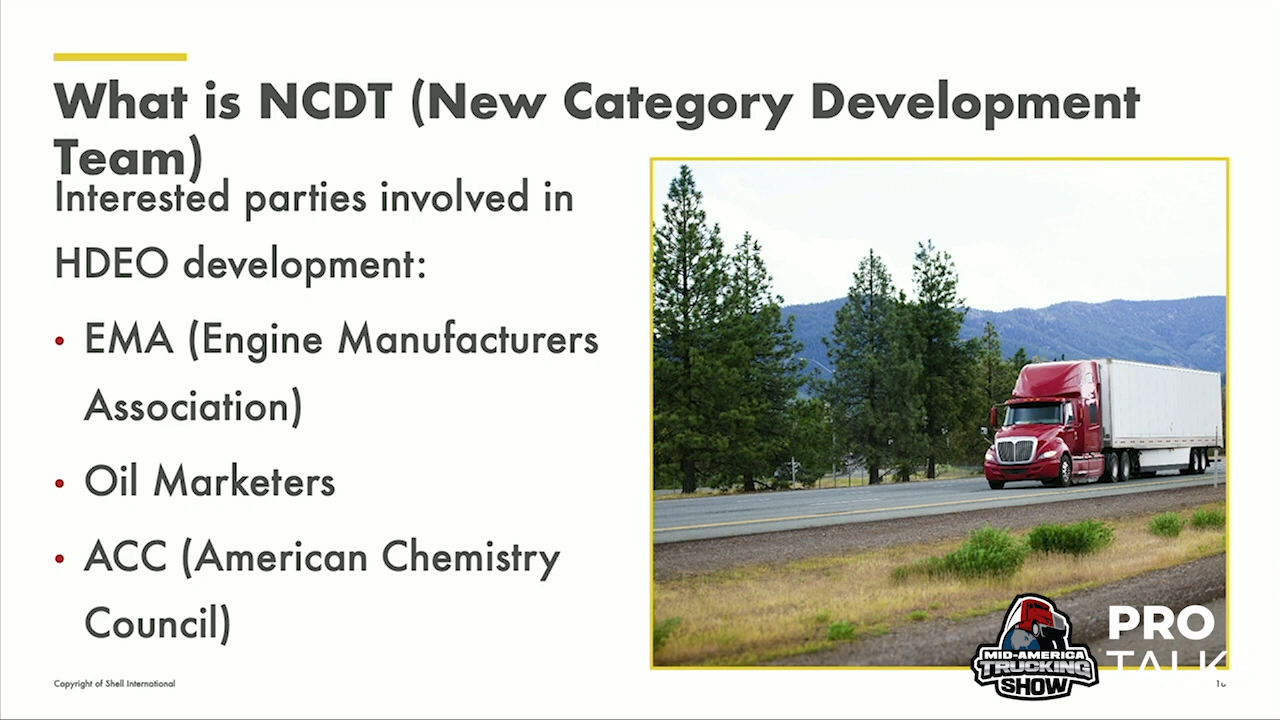 What is NCDT (New Category Development
Team)
Interested parties involved in
HDEO development:
• EMA (Engine Manufacturers
Association)
• Oil Marketers
• ACC (American Chemistry
Council)
MID-AMERICA
TRUCKING
SHOW
PRO
TALK
Copyright of Shell International